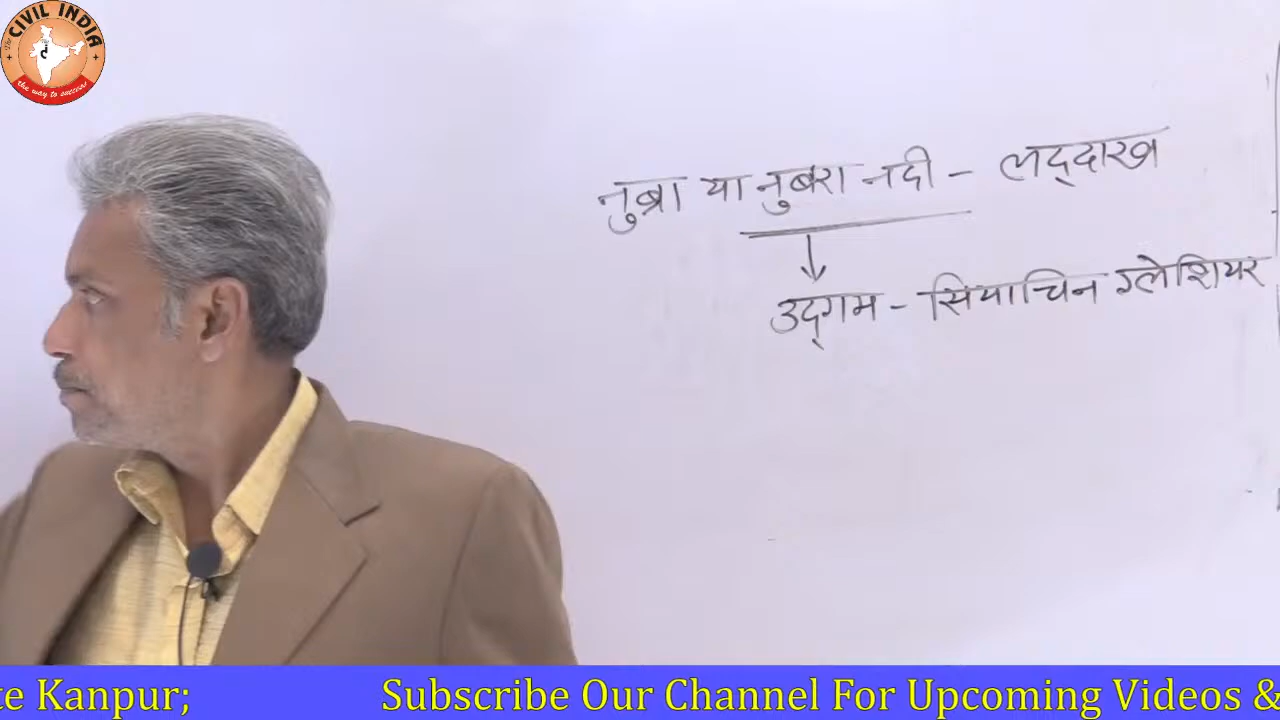 The CIVIL INDIA
the way to success
नुब्रा या नुबरा नदी - लद्दाख
उद्गम - सियाचिन ग्लेशियर
te Kanpur; Subscribe Our Channel For Upcoming Videos &